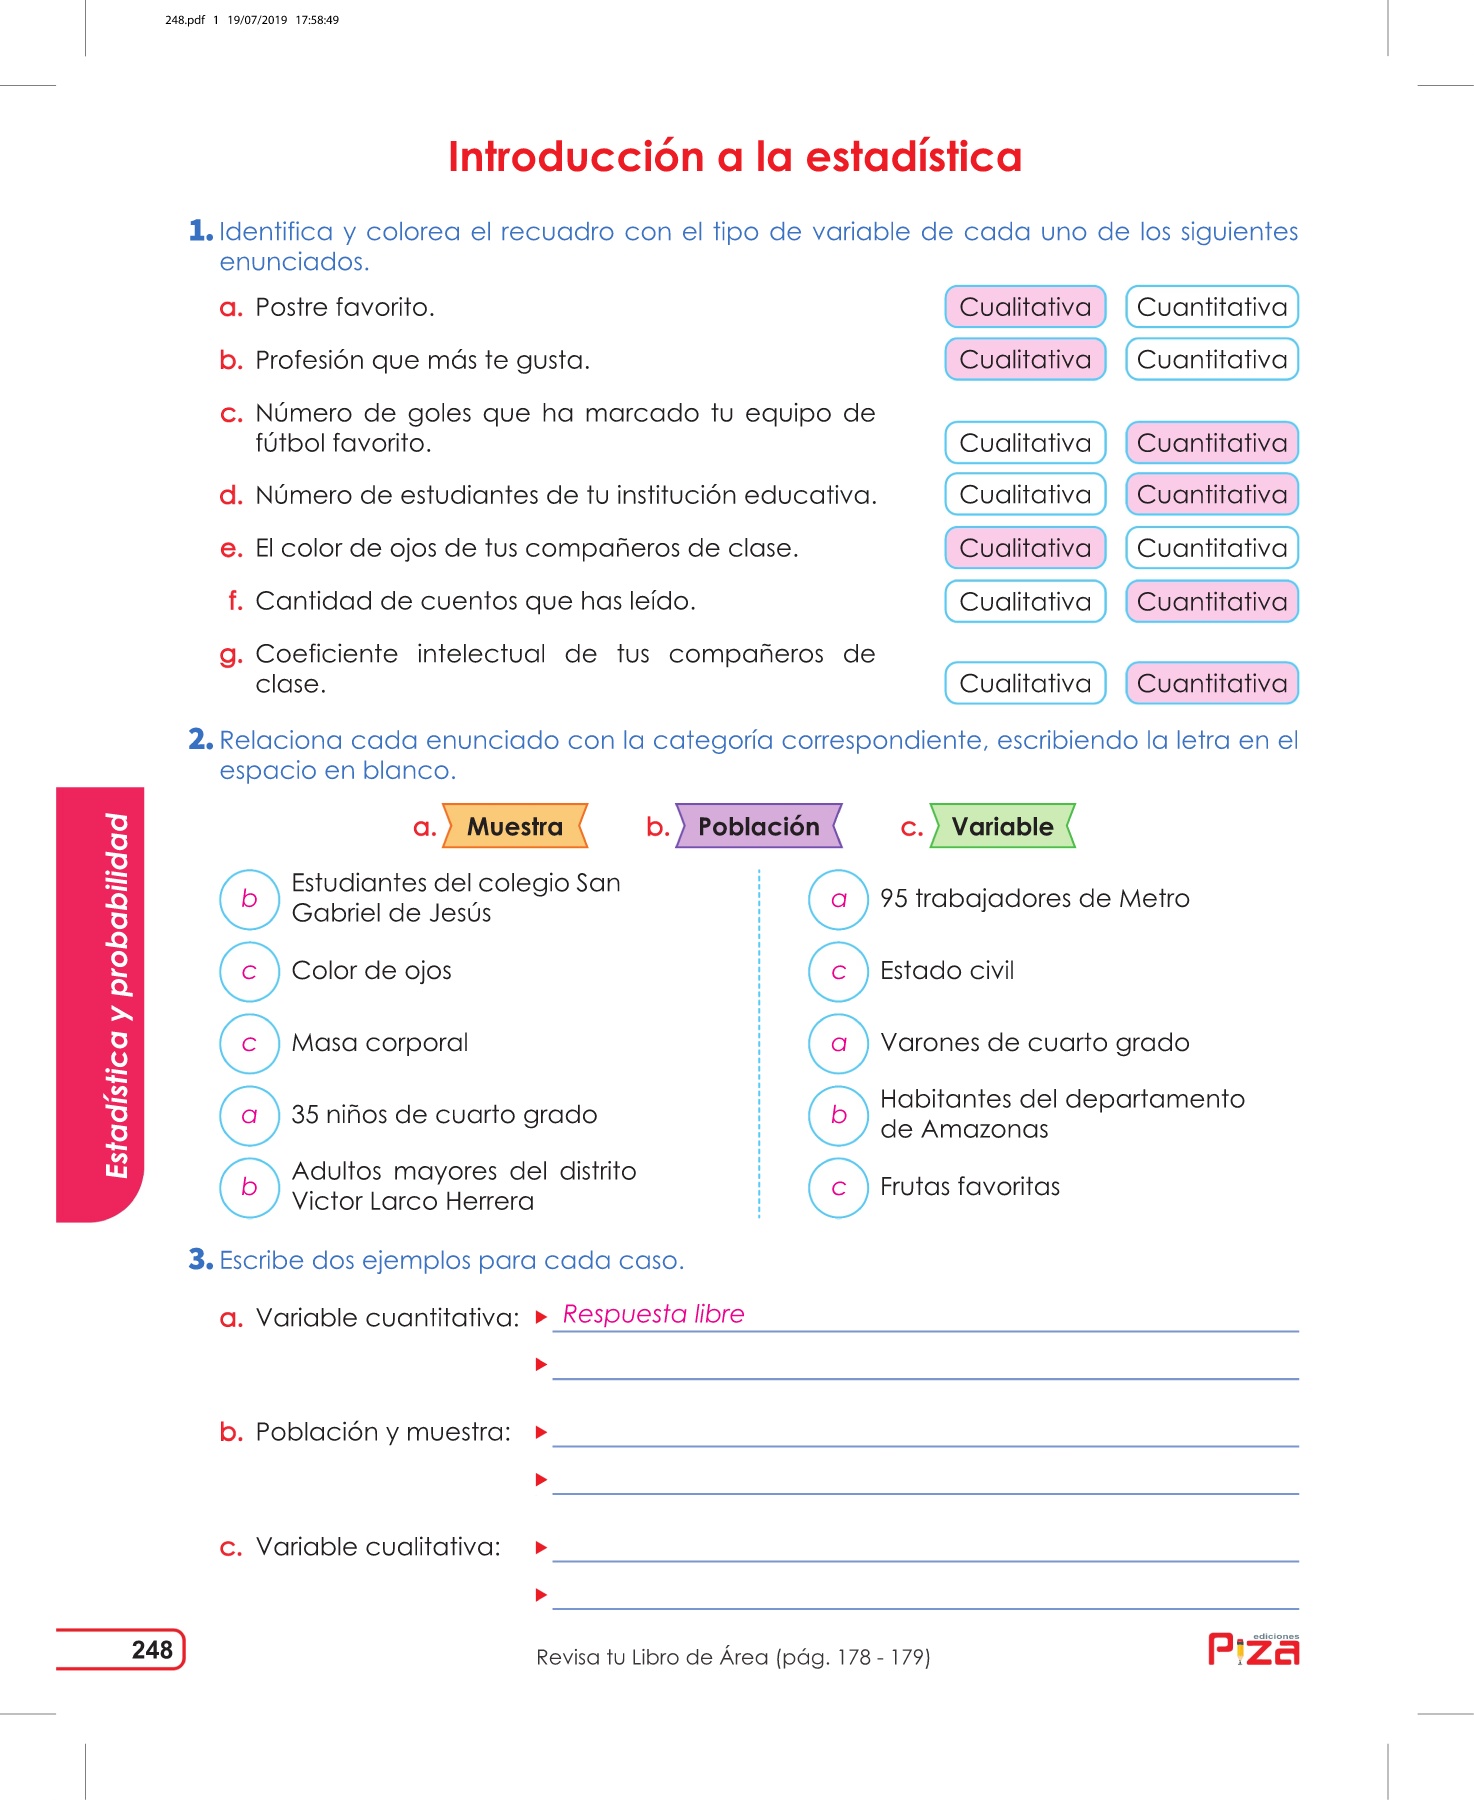 248.pdf 1 19/07/2019 17:58:49
Introducción a la estadística
1. Identifica y colorea el recuadro con el tipo de variable de cada uno de los siguientes
enunciados.
a. Postre favorito. Cualitativa Cuantitativa
b. Profesión que más te gusta. Cualitativa Cuantitativa
c. Número de goles que ha marcado tu equipo de
fútbol favorito. Cualitativa Cuantitativa
d. Número de estudiantes de tu institución educativa. Cualitativa Cuantitativa
e. El color de ojos de tus compañeros de clase. Cualitativa Cuantitativa
f. Cantidad de cuentos que has leído. Cualitativa Cuantitativa
g. Coeficiente intelectual de tus compañeros de
clase. Cualitativa Cuantitativa
2. Relaciona cada enunciado con la categoría correspondiente, escribiendo la letra en el
espacio en blanco.
a. Muestra b. Población c. Variable
b Estudiantes del colegio San
Gabriel de Jesús
c Color de ojos
c Masa corporal
a 35 niños de cuarto grado
b Adultos mayores del distrito
Victor Larco Herrera
a 95 trabajadores de Metro
c Estado civil
a Varones de cuarto grado
b Habitantes del departamento
de Amazonas
c Frutas favoritas
3. Escribe dos ejemplos para cada caso.
a. Variable cuantitativa: Respuesta libre
b. Población y muestra:
c. Variable cualitativa:
Estadística y probabilidad
248
Revisa tu Libro de Área (pág. 178 - 179)
ediciones
Piza